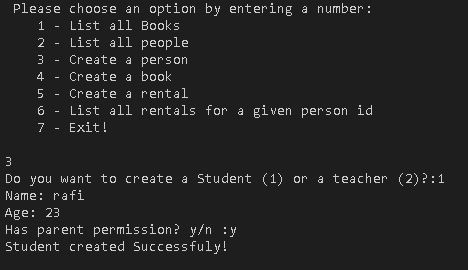 Please choose an option by entering a number:
1 - List all Books
2 - List all people
3 - Create a person
4 - Create a book
5 - Create a rental
6 - List all rentals for a given person id
7 - Exit!
3
Do you want to create a Student (1) or a teacher (2)?:1
Name: rafi
Age: 23
Has parent permission? y/n :y
Student created Successfuly!